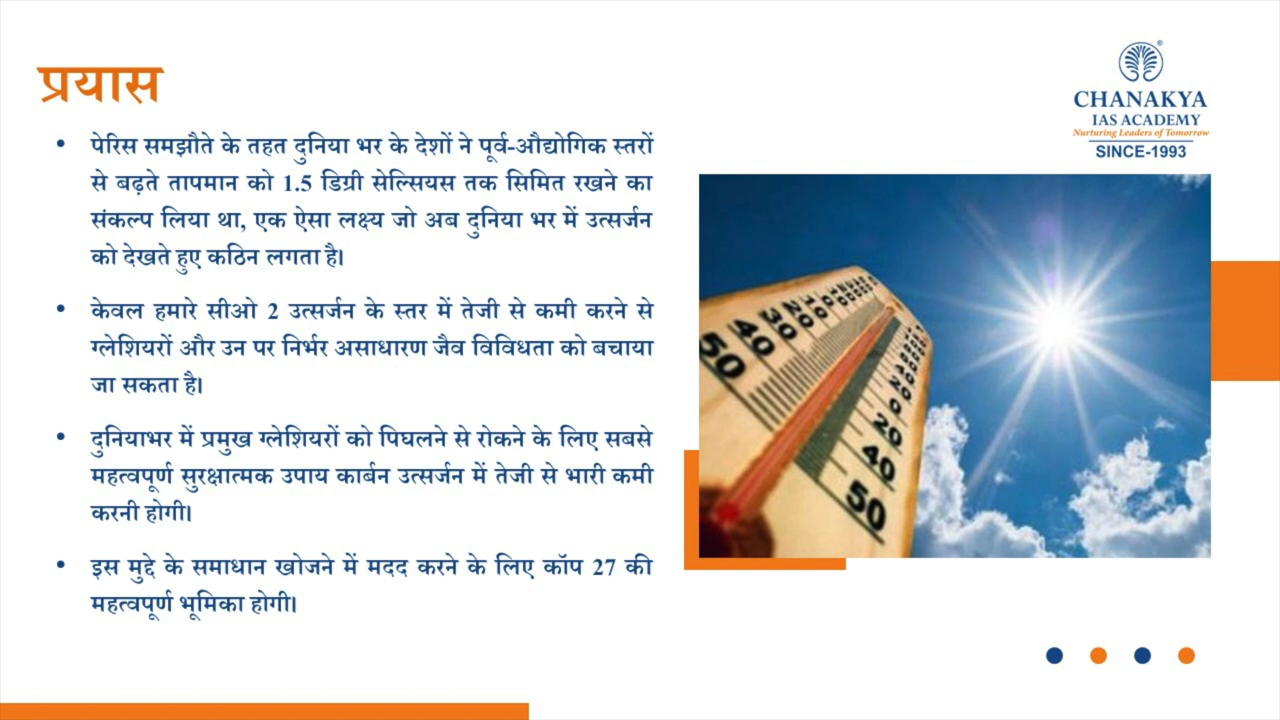 प्रयास
CHANAKYA
IAS ACADEMY
Nurturing Leaders of Tomorrow
SINCE-1993
• पेरिस समझौते के तहत दुनिया भर के देशों ने पूर्व-औद्योगिक स्तरों
से बढ़ते तापमान को 1.5 डिग्री सेल्सियस तक सिमित रखने का
संकल्प लिया था, एक ऐसा लक्ष्य जो अब दुनिया भर में उत्सर्जन
को देखते हुए कठिन लगता है।
• केवल हमारे सीओ 2 उत्सर्जन के स्तर में तेजी से कमी करने से
ग्लेशियरों और उन पर निर्भर असाधारण जैव विविधता को बचाया
जा सकता है।
• दुनियाभर में प्रमुख ग्लेशियरों को पिघलने से रोकने के लिए सबसे
महत्वपूर्ण सुरक्षात्मक उपाय कार्बन उत्सर्जन में तेजी से भारी कमी
करनी होगी।
• इस मुद्दे के समाधान खोजने में मदद करने के लिए कॉप 27 की
महत्वपूर्ण भूमिका होगी।
50 40 30 20 10
0 20 40 50